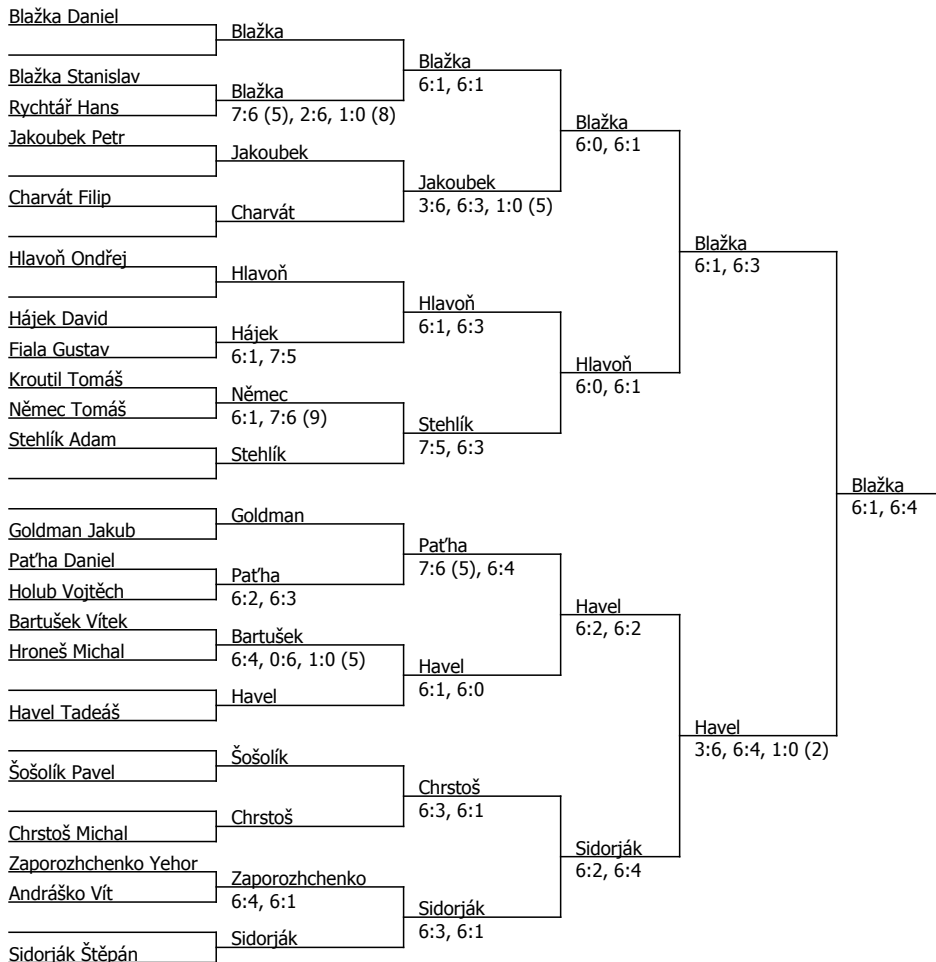 Blažka Daniel
Blažka Stanislav
Rychtář Hans
Jakoubek Petr
Charvát Filip
Hlavoň Ondřej
Hájek David
Fiala Gustav
Kroutil Tomáš
Němec Tomáš
Stehlík Adam
Goldman Jakub
Paťha Daniel
Holub Vojtěch
Bartušek Vítek
Hroneš Michal
Havel Tadeáš
Šošolík Pavel
Chrstoš Michal
Zaporozhchenko Yehor
Andráško Vít
Sidorják Štěpán
Blažka
Blažka
7:6 (5), 2:6, 1:0 (8)
Jakoubek
Charvát
Hlavoň
Hájek
6:1, 7:5
Němec
6:1, 7:6 (9)
Stehlík
Goldman
Paťha
6:2, 6:3
Bartušek
6:4, 0:6, 1:0 (5)
Havel
Šošolík
Chrstoš
Zaporozhchenko
6:4, 6:1
Sidorják
Blažka
6:1, 6:1
Jakoubek
3:6, 6:3, 1:0 (5)
Hlavoň
6:1, 6:3
Stehlík
7:5, 6:3
Paťha
7:6 (5), 6:4
Havel
6:1, 6:0
Chrstoš
6:3, 6:1
Sidorják
6:3, 6:1
Blažka
6:0, 6:1
Hlavoň
6:0, 6:1
Havel
6:2, 6:2
Sidorják
6:2, 6:4
Blažka
6:1, 6:3
Havel
3:6, 6:4, 1:0 (2)
Blažka
6:1, 6:4